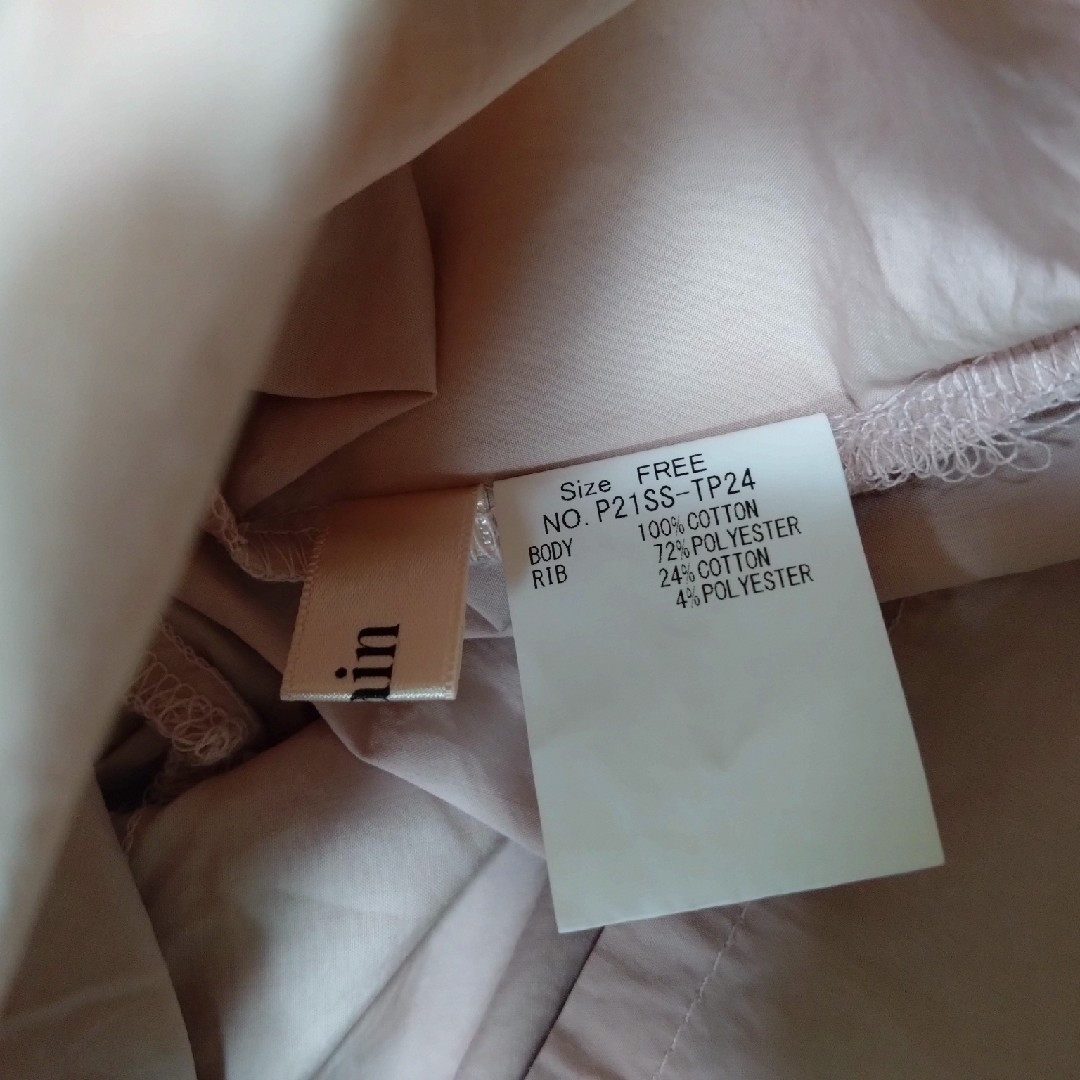 Size FREE
NO. P21SS-TP24
BODY 100% COTTON
RIB 72% POLYESTER
24% COTTON
4% POLYESTER